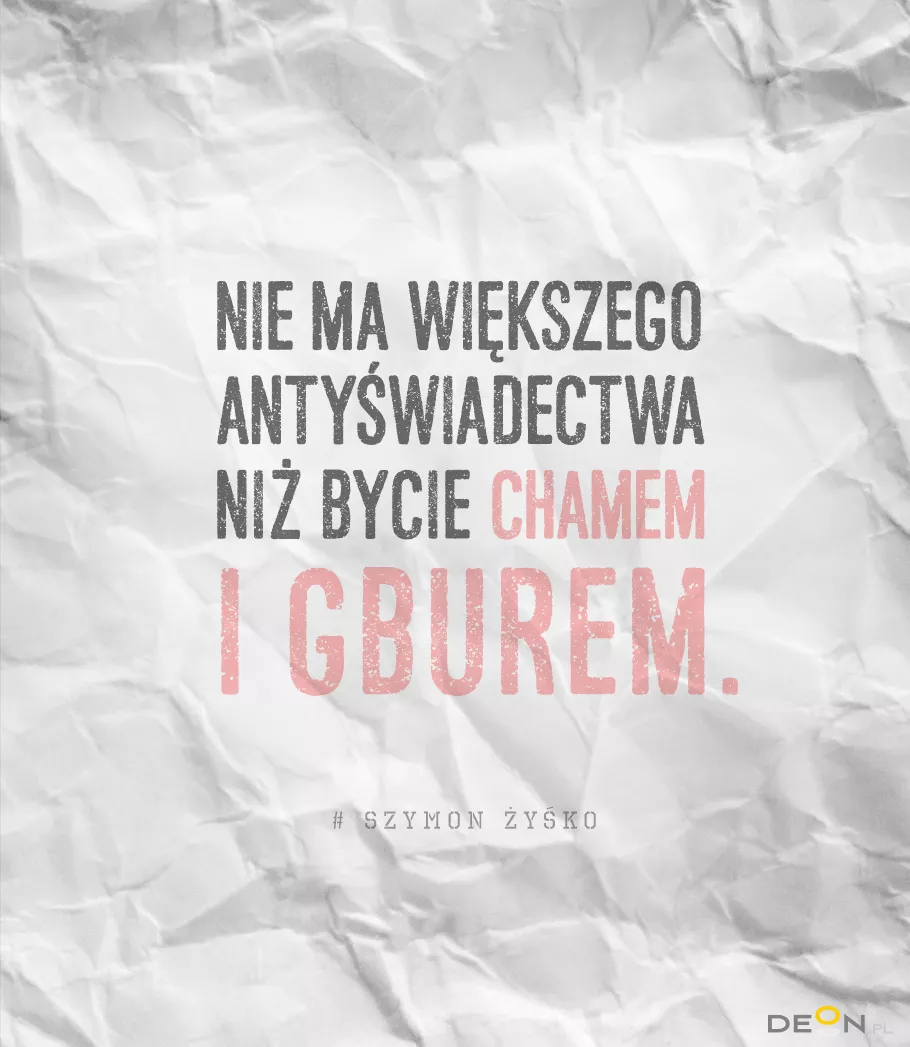 NIE MA WIĘKSZEGO
ANTYŚWIADECTWA
NIŻ BYCIE CHAMEM
I GBUREM.
# SZYMON ŻYŚKO
DEON.PL